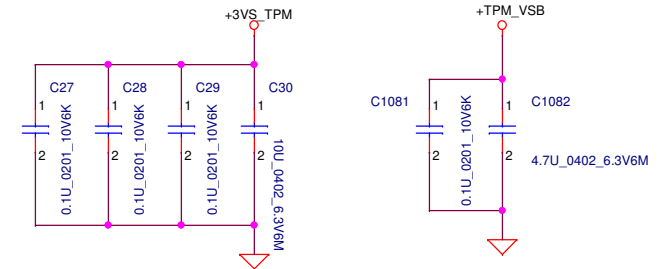 +3VS_TPM
+TPM_VSB
C27
C28
C29
C30
C1081
C1082
1
1
1
1
1
1
2
2
2
2
2
2
0.1U_0201_10V6K
0.1U_0201_10V6K
0.1U_0201_10V6K
10U_0402_6.3V6M
0.1U_0201_10V6K
4.7U_0402_6.3V6M